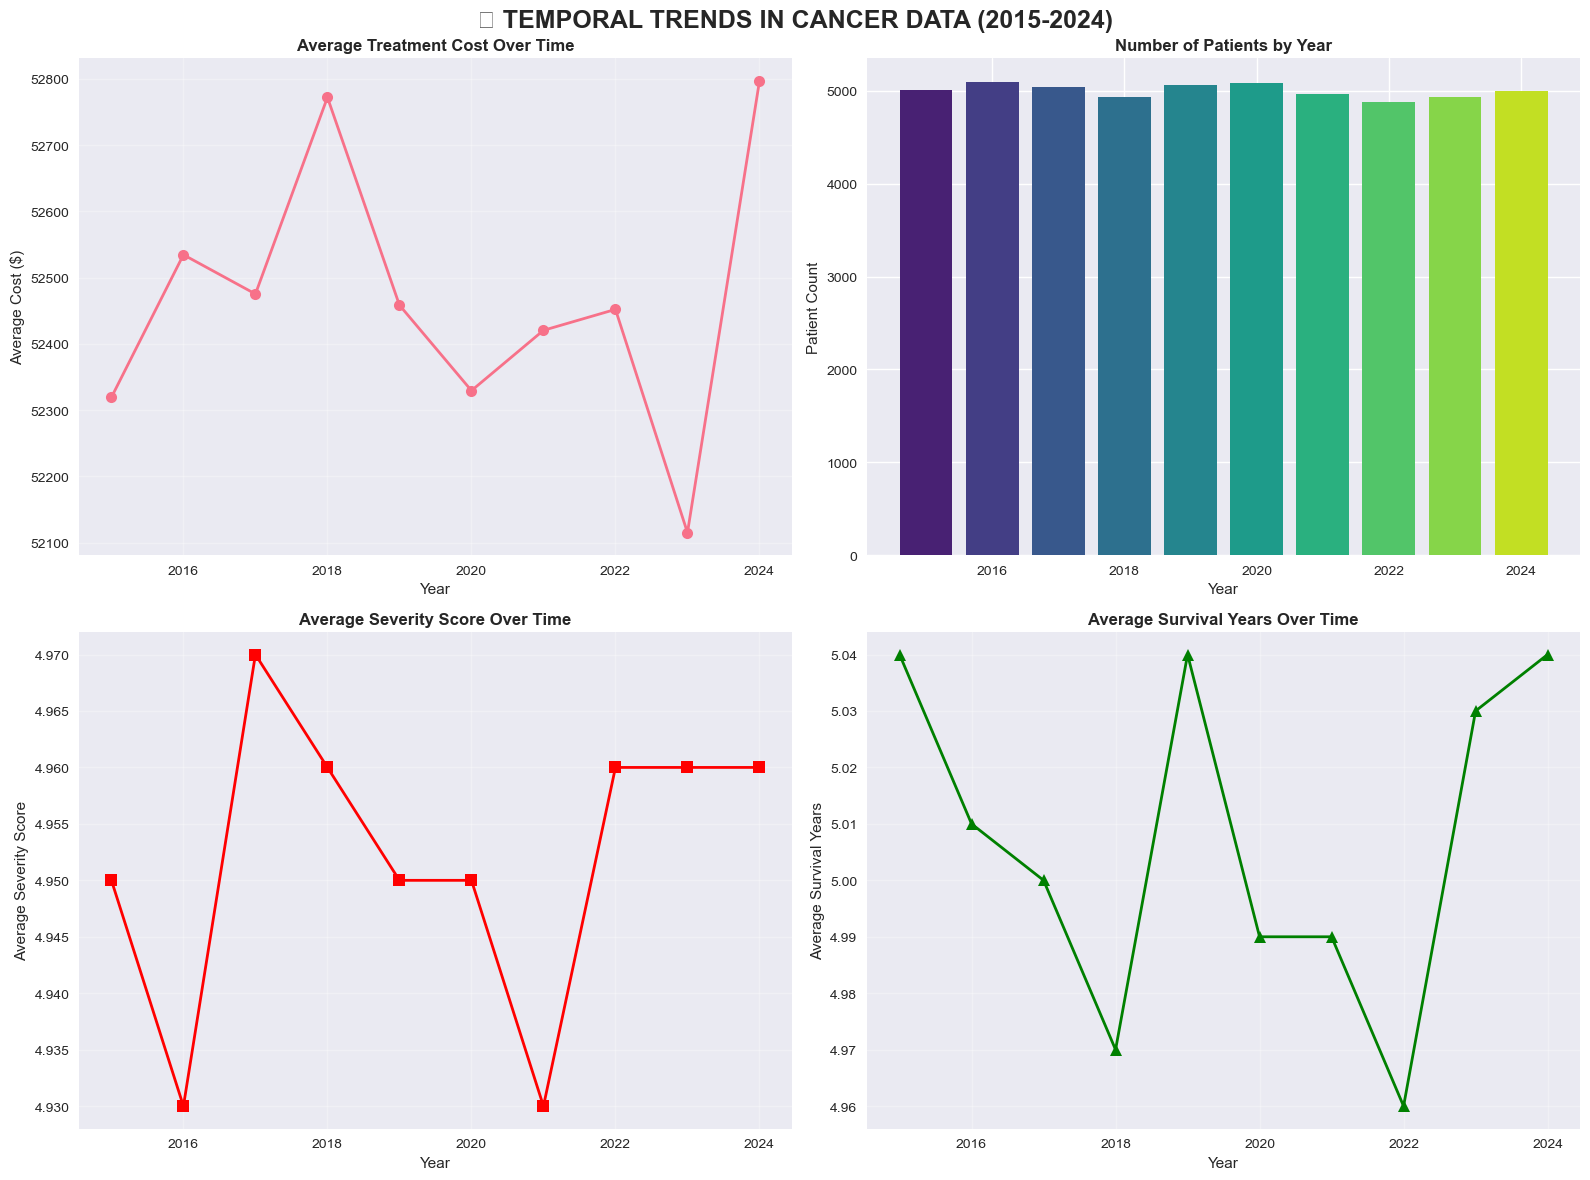 TEMPORAL TRENDS IN CANCER DATA (2015-2024)
Average Treatment Cost Over Time
52800
52700
52600
52500
52400
52300
52200
52100
Average Cost ($)
2016 2018 2020 2022 2024
Year
Number of Patients by Year
5000
4000
3000
2000
1000
0
Patient Count
2016 2018 2020 2022 2024
Year
Average Severity Score Over Time
4.970
4.965
4.960
4.955
4.950
4.945
4.940
4.935
4.930
Average Severity Score
2016 2018 2020 2022 2024
Year
Average Survival Years Over Time
5.04
5.03
5.02
5.01
5.00
4.99
4.98
4.97
4.96
Average Survival Years
2016 2018 2020 2022 2024
Year